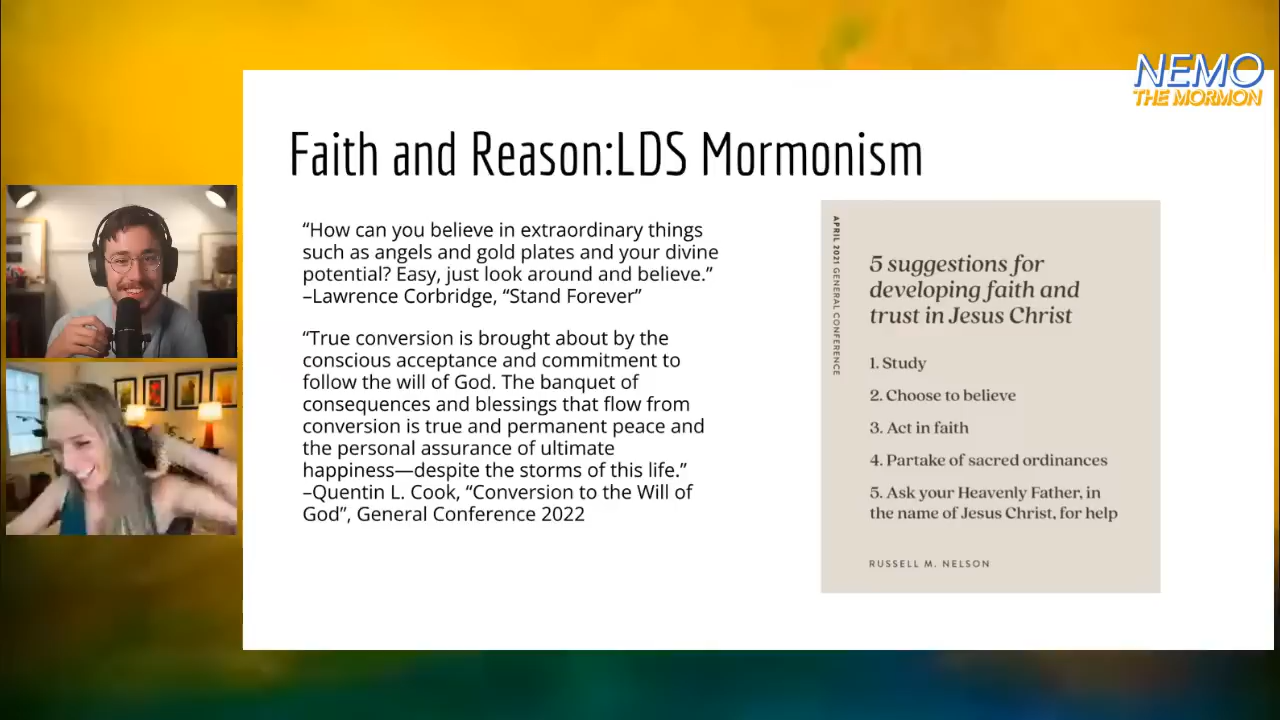 NEMO
THE MORMON
Faith and Reason:LDS Mormonism
“How can you believe in extraordinary things
such as angels and gold plates and your divine
potential? Easy, just look around and believe.”
–Lawrence Corbridge, “Stand Forever”
“True conversion is brought about by the
conscious acceptance and commitment to
follow the will of God. The banquet of
consequences and blessings that flow from
conversion is true and permanent peace and
the personal assurance of ultimate
happiness—despite the storms of this life.”
–Quentin L. Cook, “Conversion to the Will of
God”, General Conference 2022
APRIL 2021 GENERAL CONFERENCE
5 suggestions for
developing faith and
trust in Jesus Christ
1. Study
2. Choose to believe
3. Act in faith
4. Partake of sacred ordinances
5. Ask your Heavenly Father, in
the name of Jesus Christ, for help
RUSSELL M. NELSON